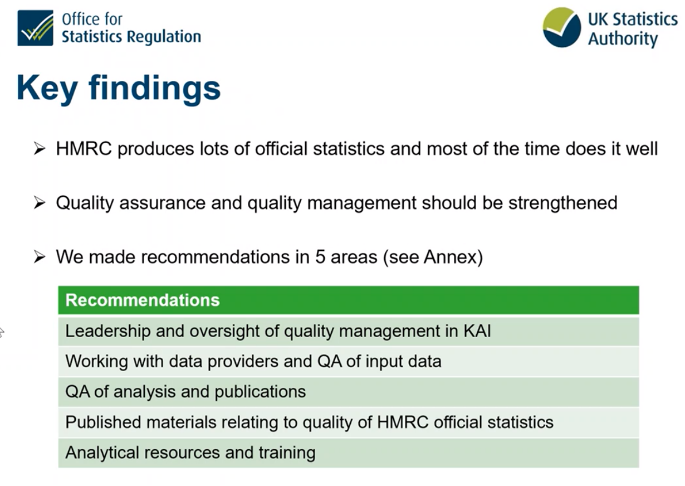 Office for
Statistics Regulation
UK Statistics
Authority
Key findings
➢ HMRC produces lots of official statistics and most of the time does it well
➢ Quality assurance and quality management should be strengthened
➢ We made recommendations in 5 areas (see Annex)
Recommendations
Leadership and oversight of quality management in KAI
Working with data providers and QA of input data
QA of analysis and publications
Published materials relating to quality of HMRC official statistics
Analytical resources and training